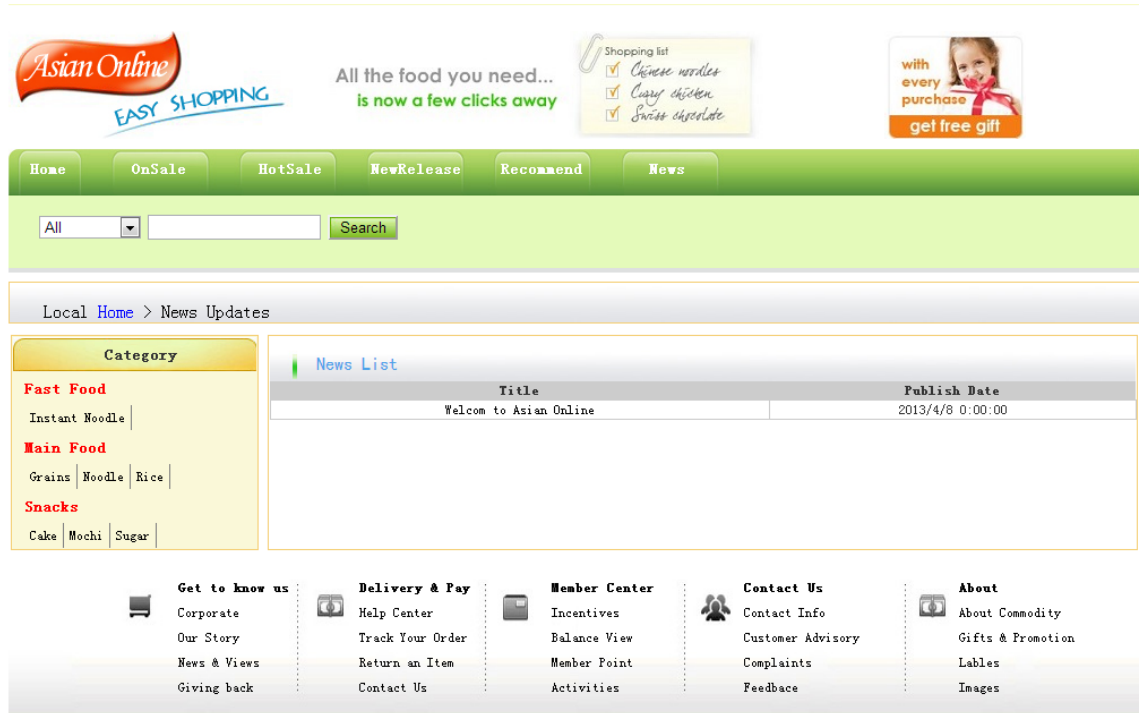 Asian Online
EASY SHOPPING
All the food you need...
is now a few clicks away
Shopping list
Chinese noodles
Curry chicken
Swiss chocolate
with
every
purchase
get free gift
Home OnSale HotSale NewRelease Recommend News
All Search
Local Home > News Updates
Category
Fast Food
Instant Noodle
Main Food
Grains Noodle Rice
Snacks
Cake Mochi Sugar
News List
Title Publish Date
Welcom to Asian Online 2013/4/8 0:00:00
Get to know us
Corporate
Our Story
News & Views
Giving back
Delivery & Pay
Help Center
Track Your Order
Return an Item
Contact Us
Member Center
Incentives
Balance View
Member Point
Activities
Contact Us
Contact Info
Customer Advisory
Complaints
Feedbace
About
About Commodity
Gifts & Promotion
Lables
Images